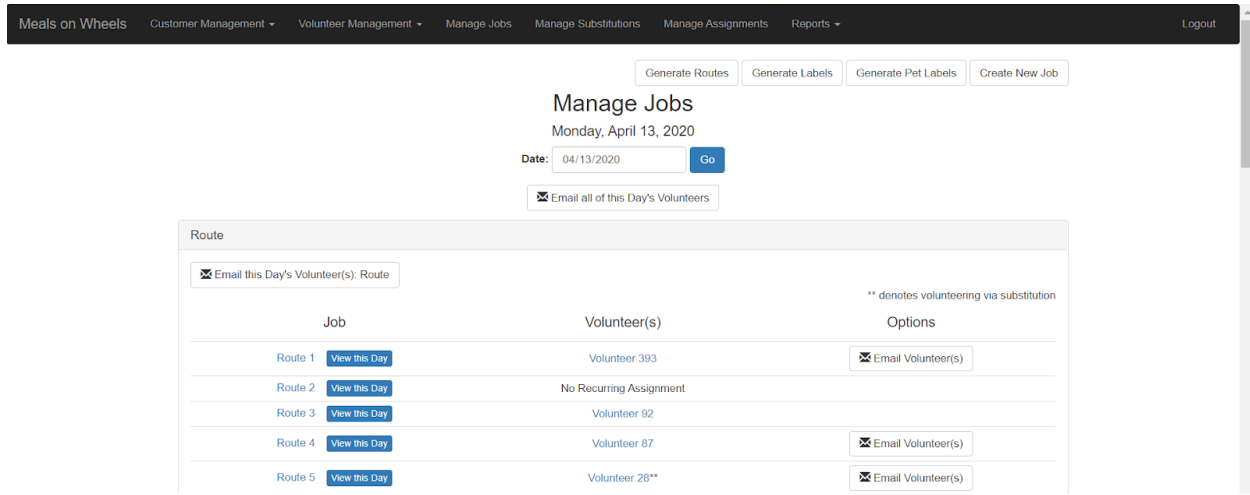 Meals on Wheels Customer Management Volunteer Management Manage Jobs Manage Substitutions Manage Assignments Reports Logout
Generate Routes Generate Labels Generate Pet Labels Create New Job
Manage Jobs
Monday, April 13, 2020
Date: 04/13/2020 Go
Email all of this Day's Volunteers
Route
Email this Day's Volunteer(s): Route
** denotes volunteering via substitution
Job Volunteer(s) Options
Route 1 View this Day Volunteer 393 Email Volunteer(s)
Route 2 View this Day No Recurring Assignment
Route 3 View this Day Volunteer 92
Route 4 View this Day Volunteer 87 Email Volunteer(s)
Route 5 View this Day Volunteer 28** Email Volunteer(s)